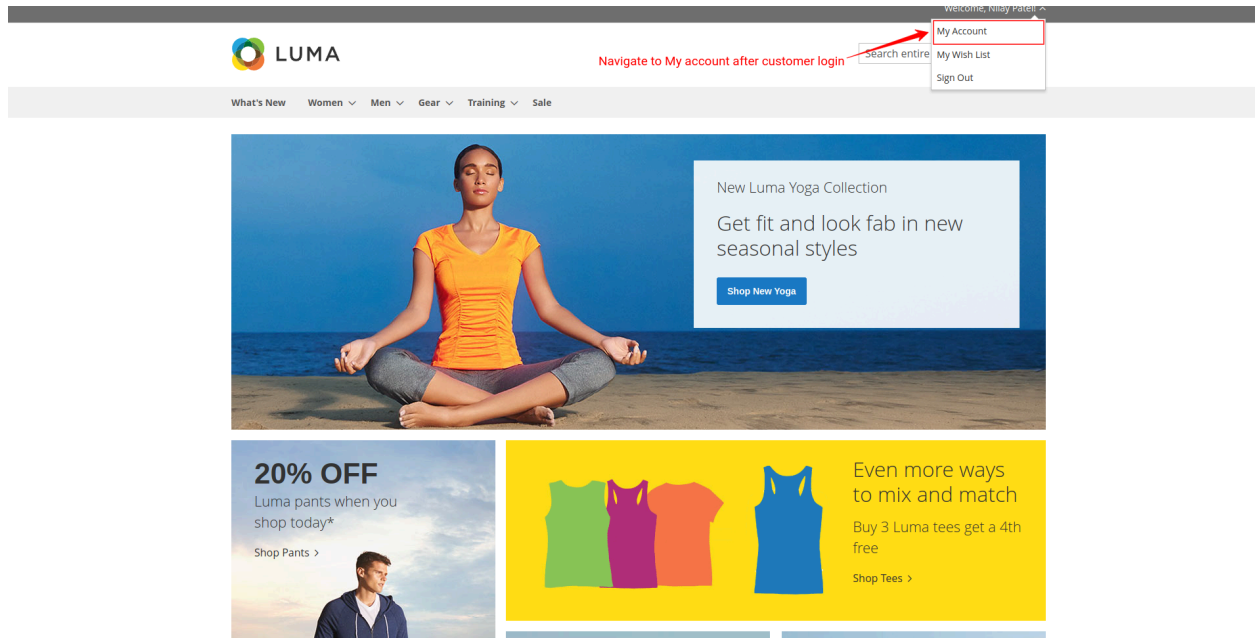 Welcome, Nilay Patel!
My Account
LUMA
Navigate to My account after customer login
Search entire
My Wish List
Sign Out
What's New Women Men Gear Training Sale
New Luma Yoga Collection
Get fit and look fab in new
seasonal styles
Shop New Yoga
20% OFF
Luma pants when you
shop today*
Shop Pants >
Even more ways
to mix and match
Buy 3 Luma tees get a 4th
free
Shop Tees >